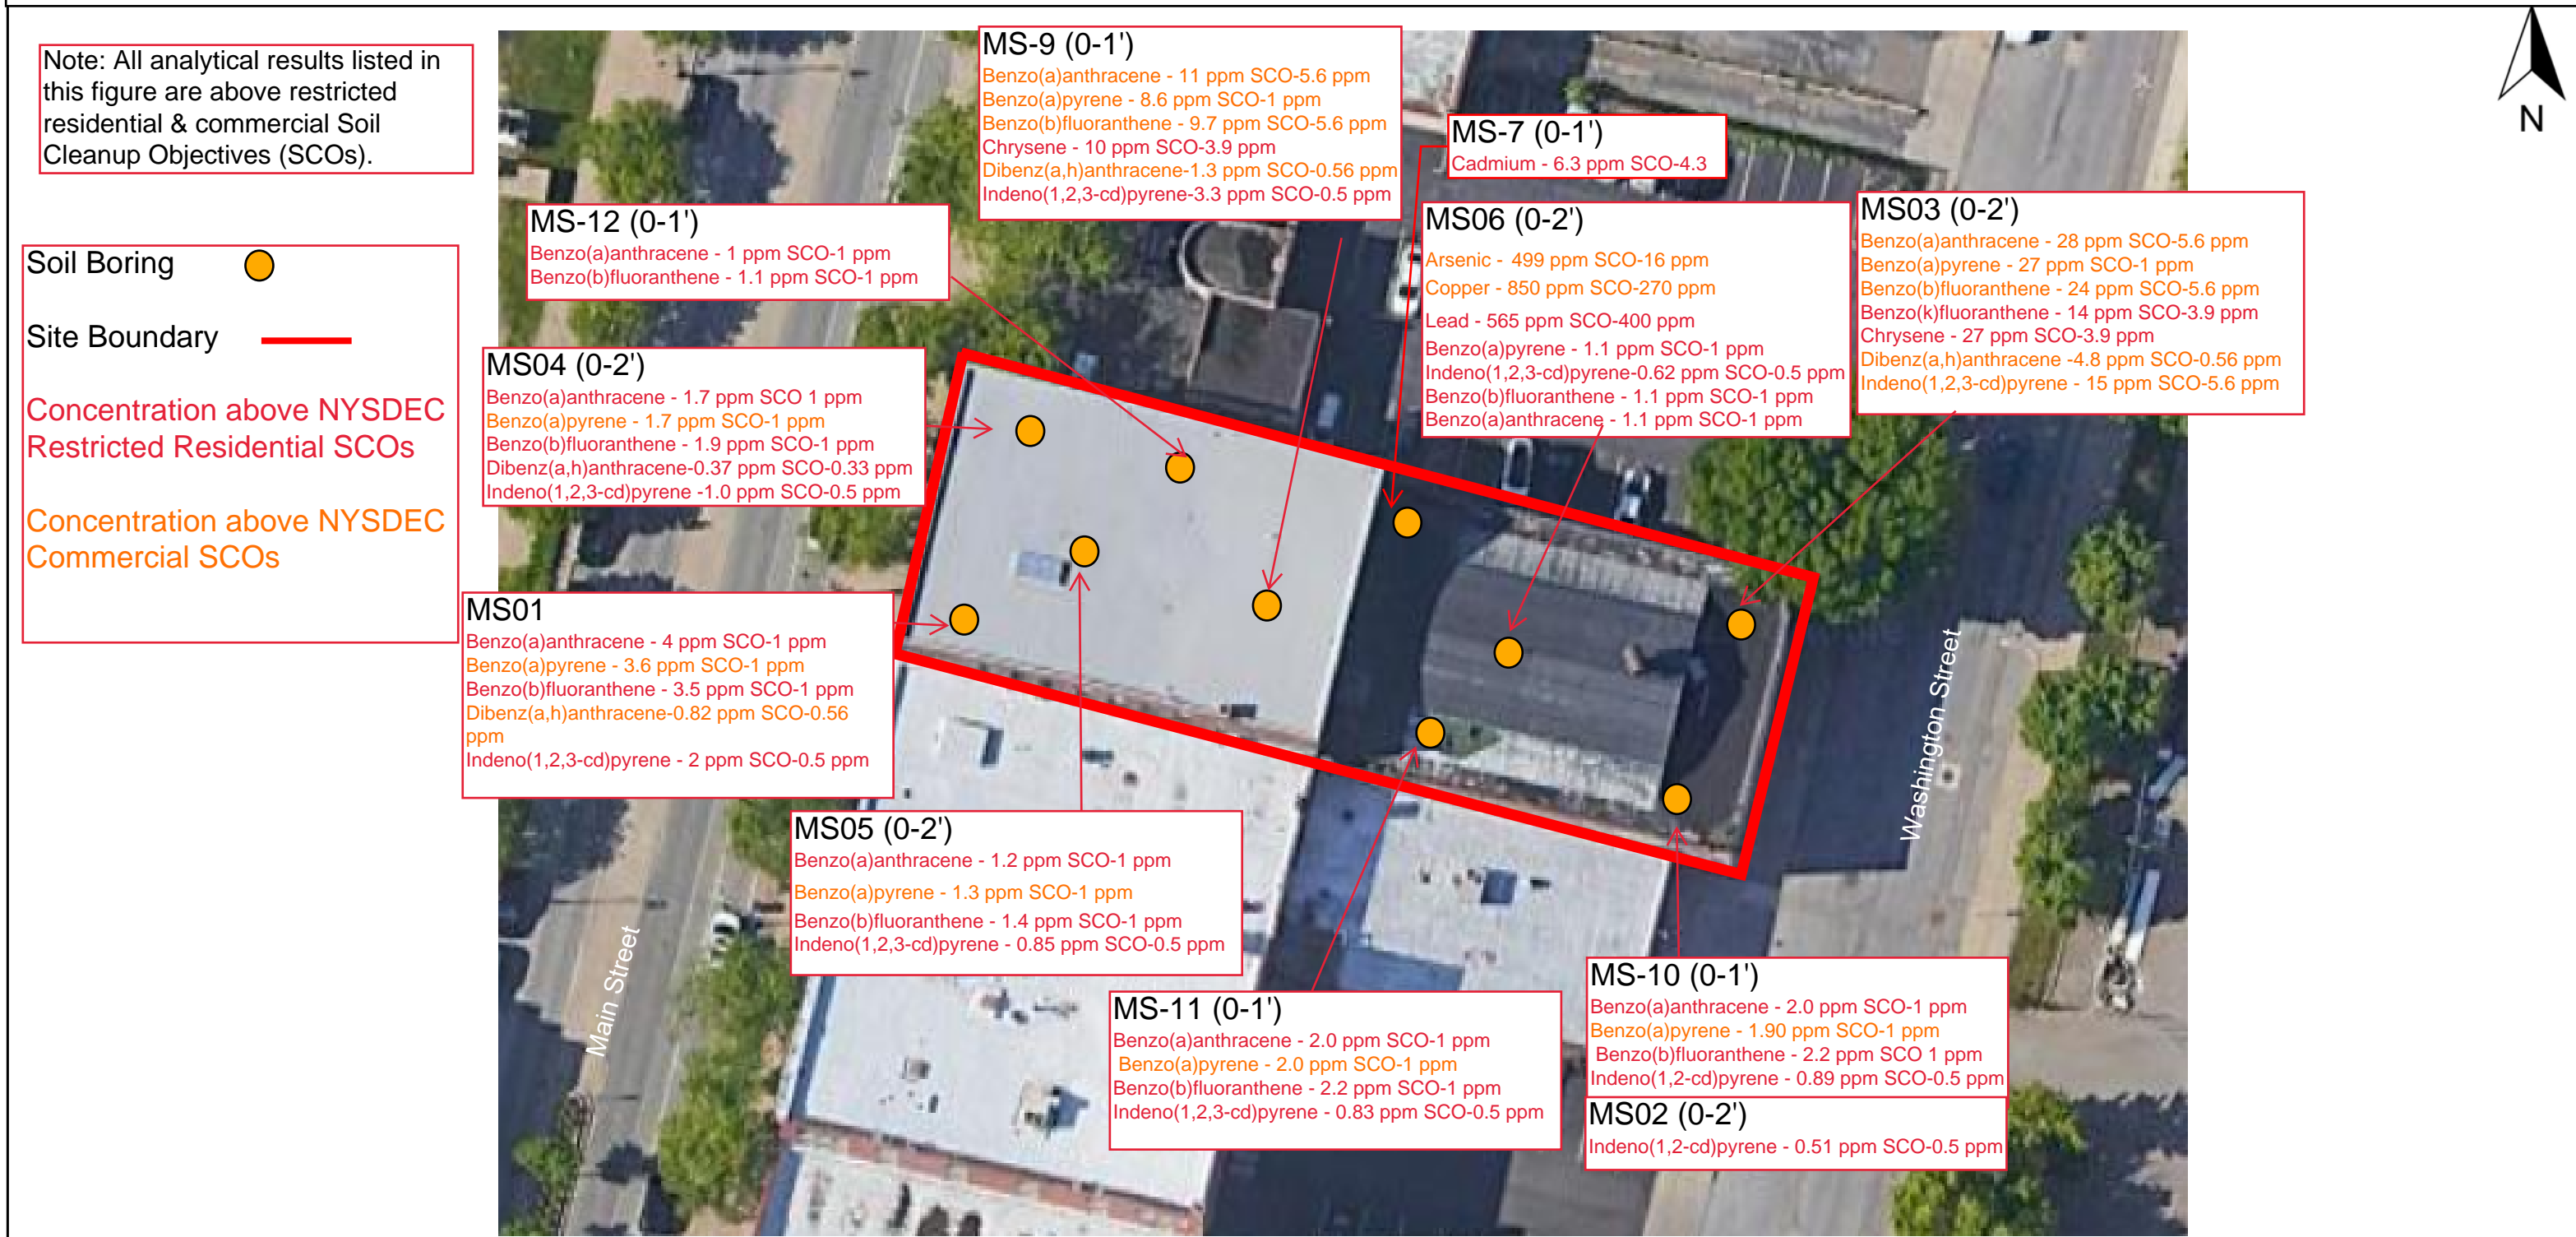 Note: All analytical results listed in
this figure are above restricted
residential & commercial Soil
Cleanup Objectives (SCOs).
Soil Boring
Site Boundary
Concentration above NYSDEC
Restricted Residential SCOs
Concentration above NYSDEC
Commercial SCOs
N
MS-9 (0-1')
Benzo(a)anthracene - 11 ppm SCO-5.6 ppm
Benzo(a)pyrene - 8.6 ppm SCO-1 ppm
Benzo(b)fluoranthene - 9.7 ppm SCO-5.6 ppm
Chrysene - 10 ppm SCO-3.9 ppm
Dibenz(a,h)anthracene-1.3 ppm SCO-0.56 ppm
Indeno(1,2,3-cd)pyrene-3.3 ppm SCO-0.5 ppm
MS-7 (0-1')
Cadmium - 6.3 ppm SCO-4.3
MS-12 (0-1')
Benzo(a)anthracene - 1 ppm SCO-1 ppm
Benzo(b)fluoranthene - 1.1 ppm SCO-1 ppm
MS06 (0-2')
Arsenic - 499 ppm SCO-16 ppm
Copper - 850 ppm SCO-270 ppm
Lead - 565 ppm SCO-400 ppm
Benzo(a)pyrene - 1.1 ppm SCO-1 ppm
Indeno(1,2,3-cd)pyrene-0.62 ppm SCO-0.5 ppm
Benzo(b)fluoranthene - 1.1 ppm SCO-1 ppm
Benzo(a)anthracene - 1.1 ppm SCO-1 ppm
MS03 (0-2')
Benzo(a)anthracene - 28 ppm SCO-5.6 ppm
Benzo(a)pyrene - 27 ppm SCO-1 ppm
Benzo(b)fluoranthene - 24 ppm SCO-5.6 ppm
Benzo(k)fluoranthene - 14 ppm SCO-3.9 ppm
Chrysene - 27 ppm SCO-3.9 ppm
Dibenz(a,h)anthracene -4.8 ppm SCO-0.56 ppm
Indeno(1,2,3-cd)pyrene - 15 ppm SCO-5.6 ppm
MS04 (0-2')
Benzo(a)anthracene - 1.7 ppm SCO 1 ppm
Benzo(a)pyrene - 1.7 ppm SCO-1 ppm
Benzo(b)fluoranthene - 1.9 ppm SCO-1 ppm
Dibenz(a,h)anthracene-0.37 ppm SCO-0.33 ppm
Indeno(1,2,3-cd)pyrene -1.0 ppm SCO-0.5 ppm
MS01
Benzo(a)anthracene - 4 ppm SCO-1 ppm
Benzo(a)pyrene - 3.6 ppm SCO-1 ppm
Benzo(b)fluoranthene - 3.5 ppm SCO-1 ppm
Dibenz(a,h)anthracene-0.82 ppm SCO-0.56
ppm
Indeno(1,2,3-cd)pyrene - 2 ppm SCO-0.5 ppm
MS05 (0-2')
Benzo(a)anthracene - 1.2 ppm SCO-1 ppm
Benzo(a)pyrene - 1.3 ppm SCO-1 ppm
Benzo(b)fluoranthene - 1.4 ppm SCO-1 ppm
Indeno(1,2,3-cd)pyrene - 0.85 ppm SCO-0.5 ppm
MS-11 (0-1')
Benzo(a)anthracene - 2.0 ppm SCO-1 ppm
Benzo(a)pyrene - 2.0 ppm SCO-1 ppm
Benzo(b)fluoranthene - 2.2 ppm SCO-1 ppm
Indeno(1,2,3-cd)pyrene - 0.83 ppm SCO-0.5 ppm
MS-10 (0-1')
Benzo(a)anthracene - 2.0 ppm SCO-1 ppm
Benzo(a)pyrene - 1.90 ppm SCO-1 ppm
Benzo(b)fluoranthene - 2.2 ppm SCO 1 ppm
Indeno(1,2-cd)pyrene - 0.89 ppm SCO-0.5 ppm
MS02 (0-2')
Indeno(1,2-cd)pyrene - 0.51 ppm SCO-0.5 ppm
Main Street
Washington Street